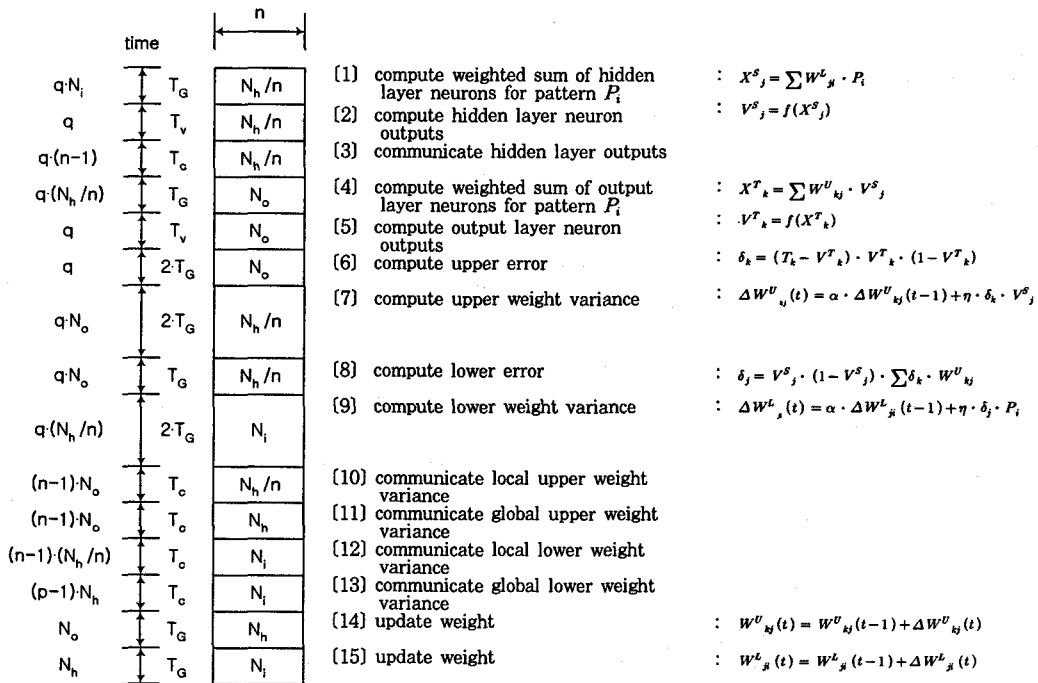 n
time
q·N_i T_G N_h/n [1] compute weighted sum of hidden : X^S_j = ∑ W^L_ji · P_i
layer neurons for pattern P_i
q T_v N_h/n [2] compute hidden layer neuron : V^S_j = f(X^S_j)
outputs
q·(n-1) T_c N_h/n [3] communicate hidden layer outputs
q·(N_h/n) T_G N_o [4] compute weighted sum of output : X^T_k = ∑ W^U_kj · V^S_j
layer neurons for pattern P_i
q T_v N_o [5] compute output layer neuron : V^T_k = f(X^T_k)
outputs
q 2·T_G N_o [6] compute upper error : δ_k = (T_k − V^T_k) · V^T_k · (1 − V^T_k)
q·N_o 2·T_G N_h/n [7] compute upper weight variance : ΔW^U_kj(t) = α · ΔW^U_kj(t−1) + η · δ_k · V^S_j
q·N_o T_G N_h/n [8] compute lower error : δ_j = V^S_j · (1 − V^S_j) · ∑ δ_k · W^U_kj
q·(N_h/n) 2·T_G N_i [9] compute lower weight variance : ΔW^L_ji(t) = α · ΔW^L_ji(t−1) + η · δ_j · P_i
(n-1)·N_o T_c N_h/n [10] communicate local upper weight
variance
(n-1)·N_o T_c N_h [11] communicate global upper weight
variance
(n-1)·(N_h/n) T_c N_i [12] communicate local lower weight
variance
(p-1)·N_h T_c N_i [13] communicate global lower weight
variance
N_o T_G N_h [14] update weight : W^U_kj(t) = W^U_kj(t−1) + ΔW^U_kj(t)
N_h T_G N_i [15] update weight : W^L_ji(t) = W^L_ji(t−1) + ΔW^L_ji(t)